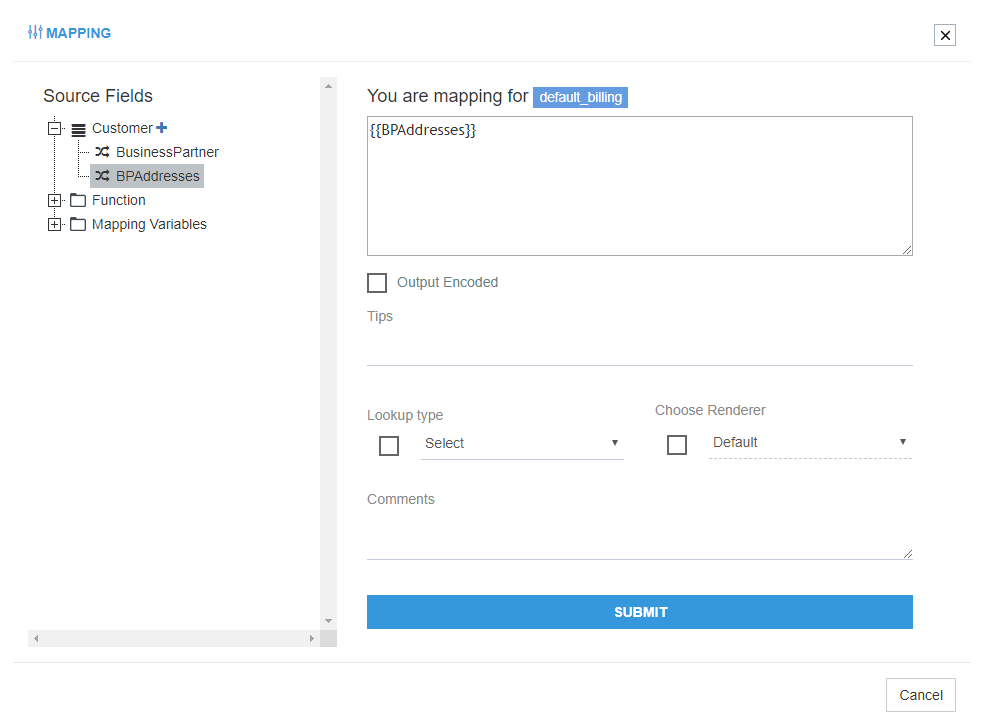 MAPPING
Source Fields
Customer
BusinessPartner
BPAddresses
Function
Mapping Variables
You are mapping for default_billing
{{BPAddresses}}
Output Encoded
Tips
Lookup type
Select
Choose Renderer
Default
Comments
SUBMIT
Cancel